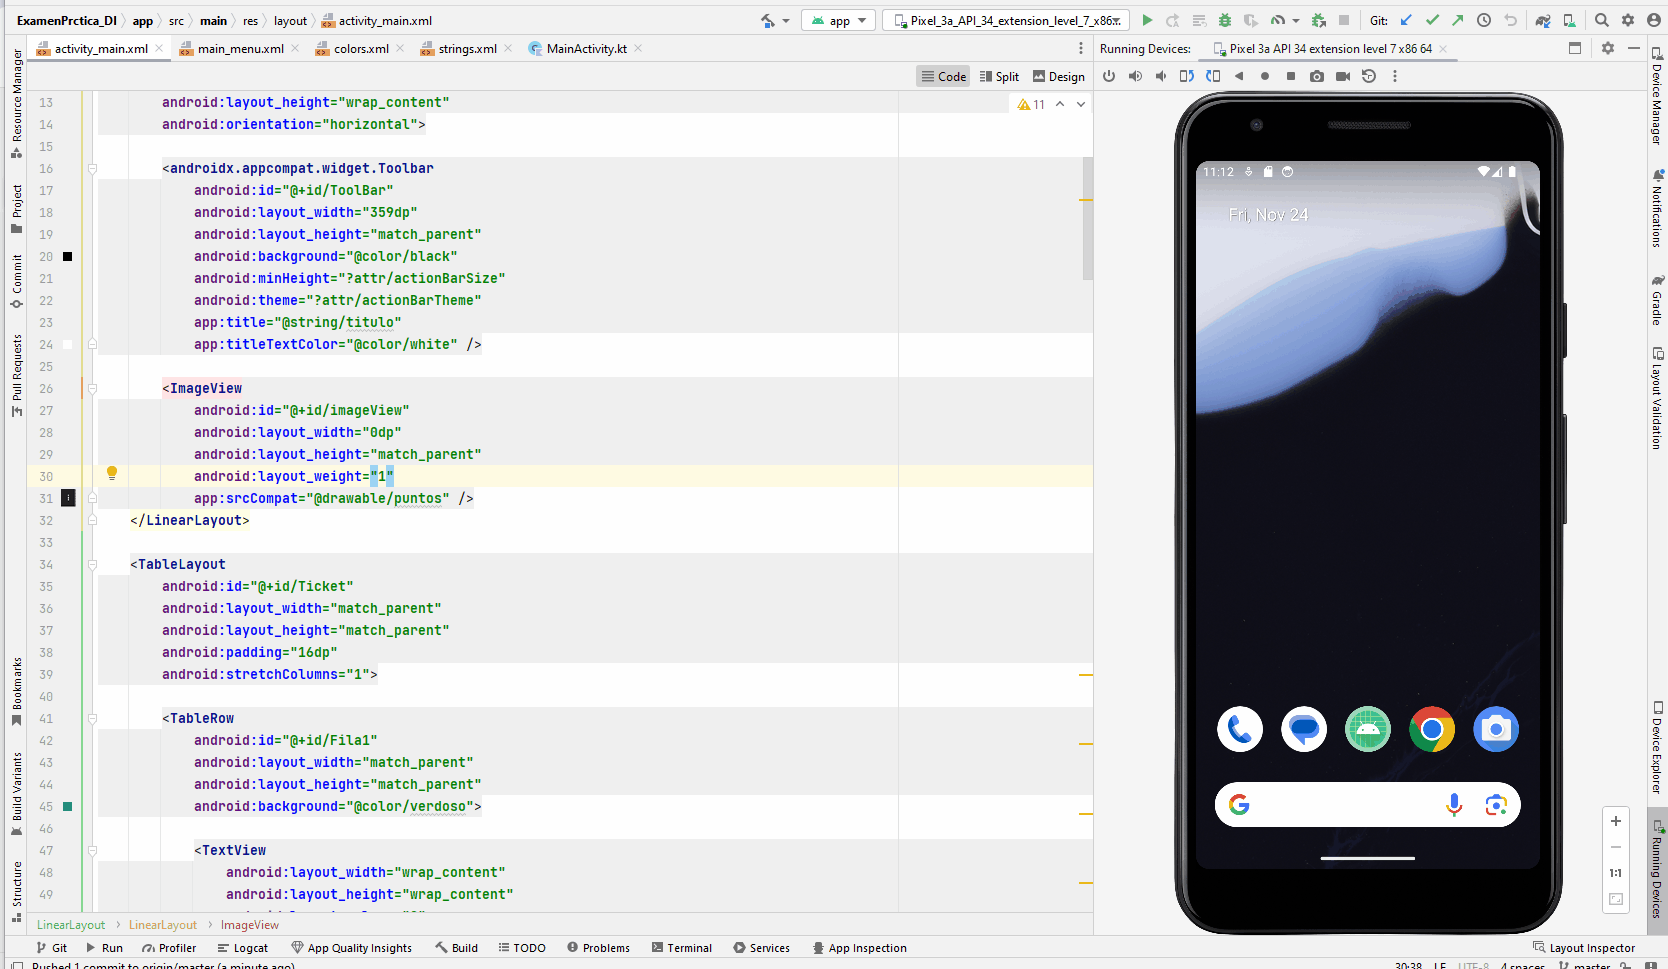 ExamenPrctica_DI app src main res layout activity_main.xml app Pixel_3a_API_34_extension_level_7_x86 Git:
activity_main.xml main_menu.xml colors.xml strings.xml MainActivity.kt Running Devices: Pixel 3a API 34 extension level 7 x86 64
Code Split Design
11
13 android:layout_height="wrap_content"
14 android:orientation="horizontal">
15
16 <androidx.appcompat.widget.Toolbar
17 android:id="@+id/ToolBar"
18 android:layout_width="359dp"
19 android:layout_height="match_parent"
20 android:background="@color/black"
21 android:minHeight="?attr/actionBarSize"
22 android:theme="?attr/actionBarTheme"
23 app:title="@string/titulo"
24 app:titleTextColor="@color/white" />
25
26 <ImageView
27 android:id="@+id/imageView"
28 android:layout_width="0dp"
29 android:layout_height="match_parent"
30 android:layout_weight="1"
31 app:srcCompat="@drawable/puntos" />
32 </LinearLayout>
33
34 <TableLayout
35 android:id="@+id/Ticket"
36 android:layout_width="match_parent"
37 android:layout_height="match_parent"
38 android:padding="16dp"
39 android:stretchColumns="1">
40
41 <TableRow
42 android:id="@+id/Fila1"
43 android:layout_width="match_parent"
44 android:layout_height="match_parent"
45 android:background="@color/verdoso">
46
47 <TextView
48 android:layout_width="wrap_content"
49 android:layout_height="wrap_content"
LinearLayout LinearLayout ImageView
Git Run Profiler Logcat App Quality Insights Build TODO Problems Terminal Services App Inspection Layout Inspector
Pushed 1 commit to origin/master (a minute ago) 30:38 LF UTF-8 4 spaces master
Resource Manager
Project
Commit
Pull Requests
Bookmarks
Build Variants
Structure
11:12
Fri, Nov 24
1:1
Device Manager
Notifications
Gradle
Layout Validation
Device Explorer
Running Devices